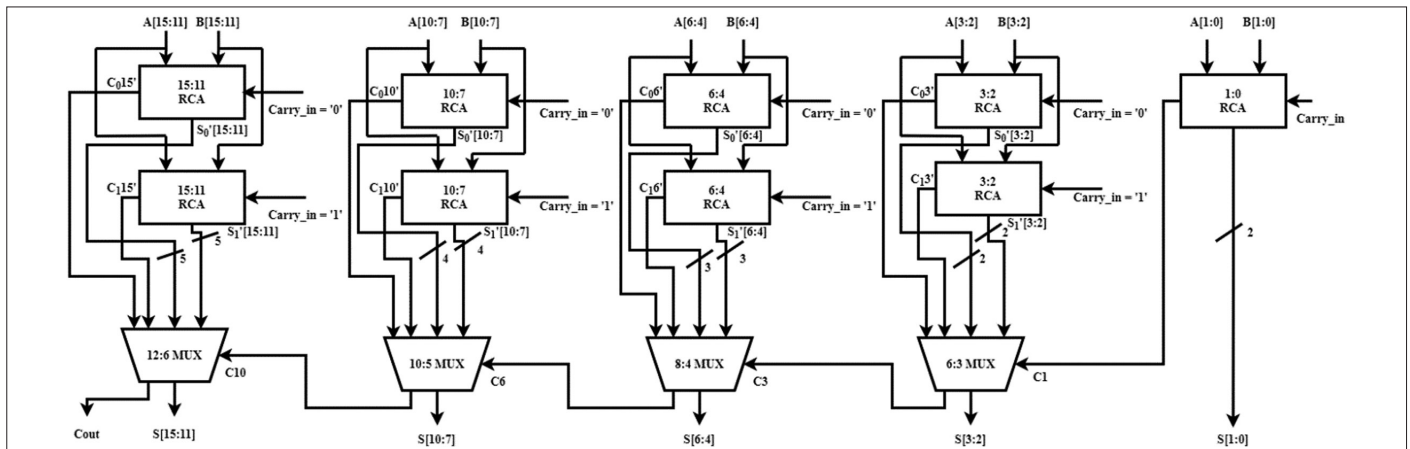 A[15:11] B[15:11]
A[10:7] B[10:7]
A[6:4] B[6:4]
A[3:2] B[3:2]
A[1:0] B[1:0]
C015'
15:11
RCA
Carry_in = '0'
S0'[15:11]
C010'
10:7
RCA
Carry_in = '0'
S0'[10:7]
C06'
6:4
RCA
Carry_in = '0'
S0'[6:4]
C03'
3:2
RCA
Carry_in = '0'
S0'[3:2]
1:0
RCA
Carry_in
C115'
15:11
RCA
Carry_in = '1'
S1'[15:11]
5
5
C110'
10:7
RCA
Carry_in = '1'
S1'[10:7]
4
4
C16'
6:4
RCA
Carry_in = '1'
S1'[6:4]
3
3
C13'
3:2
RCA
Carry_in = '1'
S1'[3:2]
2
2
2
12:6 MUX
C10
10:5 MUX
C6
8:4 MUX
C3
6:3 MUX
C1
Cout
S[15:11]
S[10:7]
S[6:4]
S[3:2]
S[1:0]